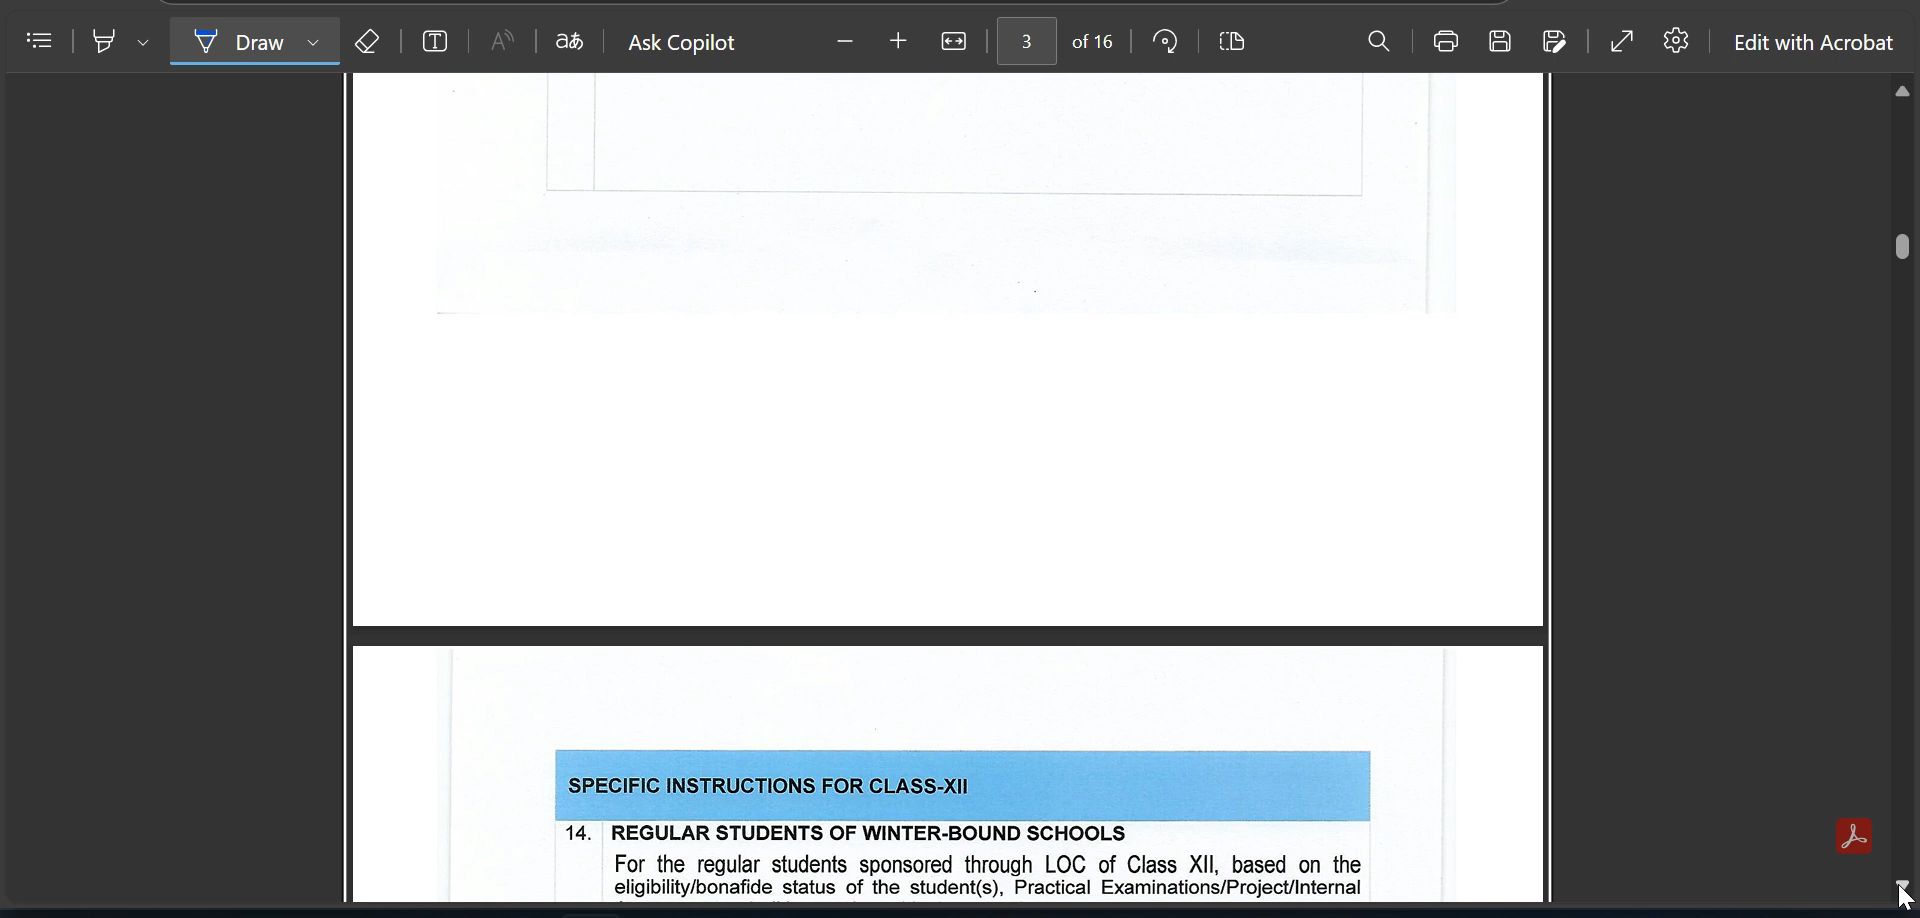 Draw
T
A
aあ
Ask Copilot
3
of 16
Edit with Acrobat
SPECIFIC INSTRUCTIONS FOR CLASS-XII
14. REGULAR STUDENTS OF WINTER-BOUND SCHOOLS
For the regular students sponsored through LOC of Class XII, based on the
eligibility/bonafide status of the student(s), Practical Examinations/Project/Internal